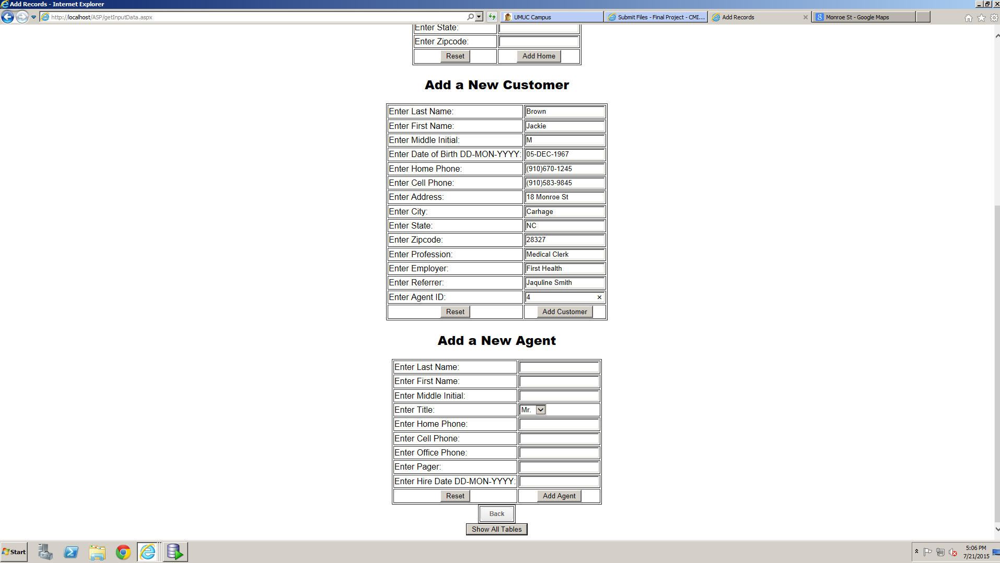 Add Records - Internet Explorer
http://localhost/ASP/getInputData.aspx
UMUC Campus
Submit Files - Final Project - CMI...
Add Records
Monroe St - Google Maps
Enter State:
Enter Zipcode:
Reset Add Home
Add a New Customer
Enter Last Name: Brown
Enter First Name: Jackie
Enter Middle Initial: M
Enter Date of Birth DD-MON-YYYY: 05-DEC-1967
Enter Home Phone: (910)670-1245
Enter Cell Phone: (910)583-9845
Enter Address: 18 Monroe St
Enter City: Carhage
Enter State: NC
Enter Zipcode: 28327
Enter Profession: Medical Clerk
Enter Employer: First Health
Enter Referrer: Jaquline Smith
Enter Agent ID: 4
Reset Add Customer
Add a New Agent
Enter Last Name:
Enter First Name:
Enter Middle Initial:
Enter Title: Mr.
Enter Home Phone:
Enter Cell Phone:
Enter Office Phone:
Enter Pager:
Enter Hire Date DD-MON-YYYY:
Reset Add Agent
Back
Show All Tables
Start
5:06 PM
7/21/2015